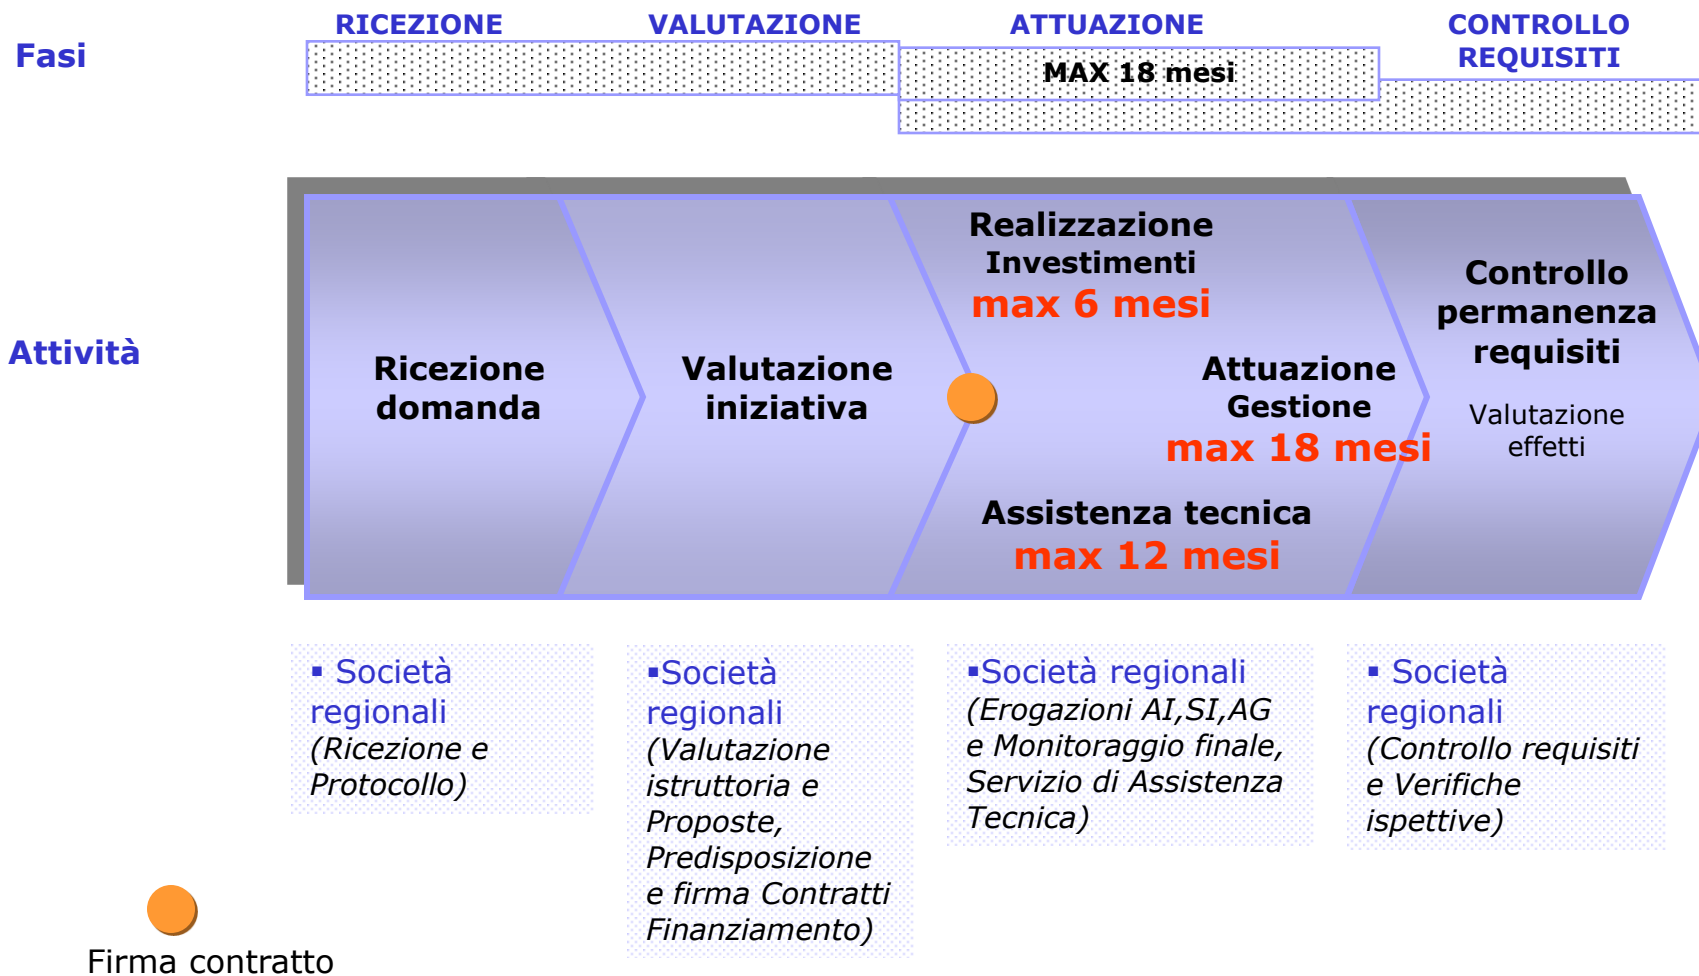 Fasi
RICEZIONE
VALUTAZIONE
ATTUAZIONE
CONTROLLO
REQUISITI
MAX 18 mesi
Attività
Ricezione
domanda
Valutazione
iniziativa
Realizzazione
Investimenti
max 6 mesi
Attuazione
Gestione
max 18 mesi
Assistenza tecnica
max 12 mesi
Controllo
permanenza
requisiti
Valutazione
effetti
▪ Società
regionali
(Ricezione e
Protocollo)
▪Società
regionali
(Valutazione
istruttoria e
Proposte,
Predisposizione
e firma Contratti
Finanziamento)
▪Società regionali
(Erogazioni AI,SI,AG
e Monitoraggio finale,
Servizio di Assistenza
Tecnica)
▪ Società
regionali
(Controllo requisiti
e Verifiche
ispettive)
Firma contratto